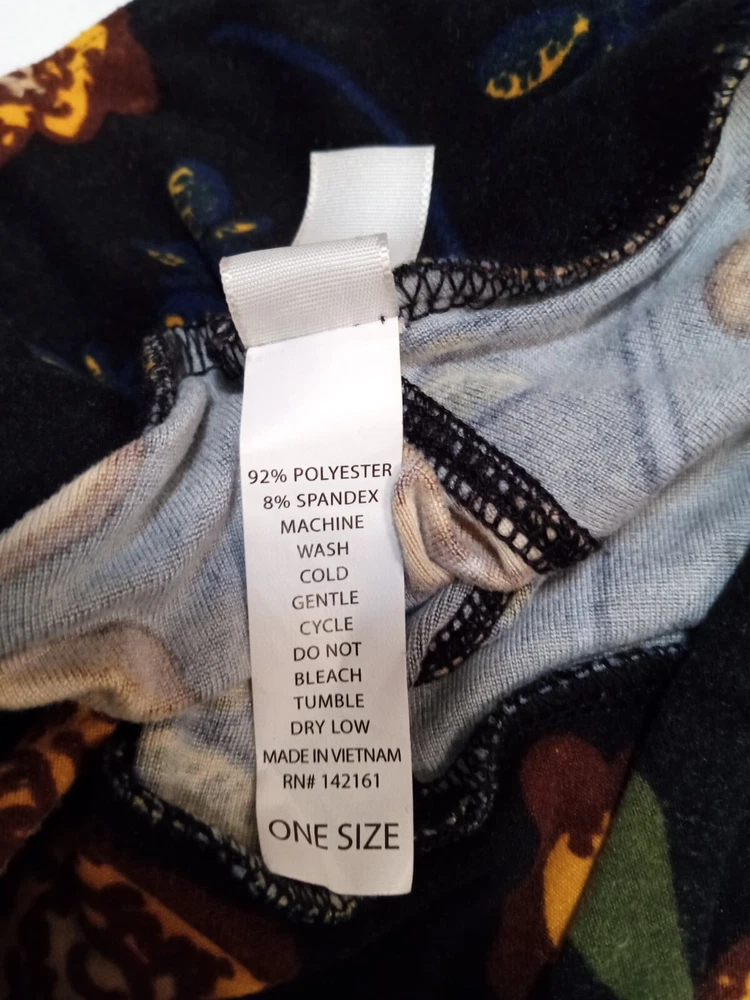 92% POLYESTER
8% SPANDEX
MACHINE
WASH
COLD
GENTLE
CYCLE
DO NOT
BLEACH
TUMBLE
DRY LOW
MADE IN VIETNAM
RN# 142161
ONE SIZE